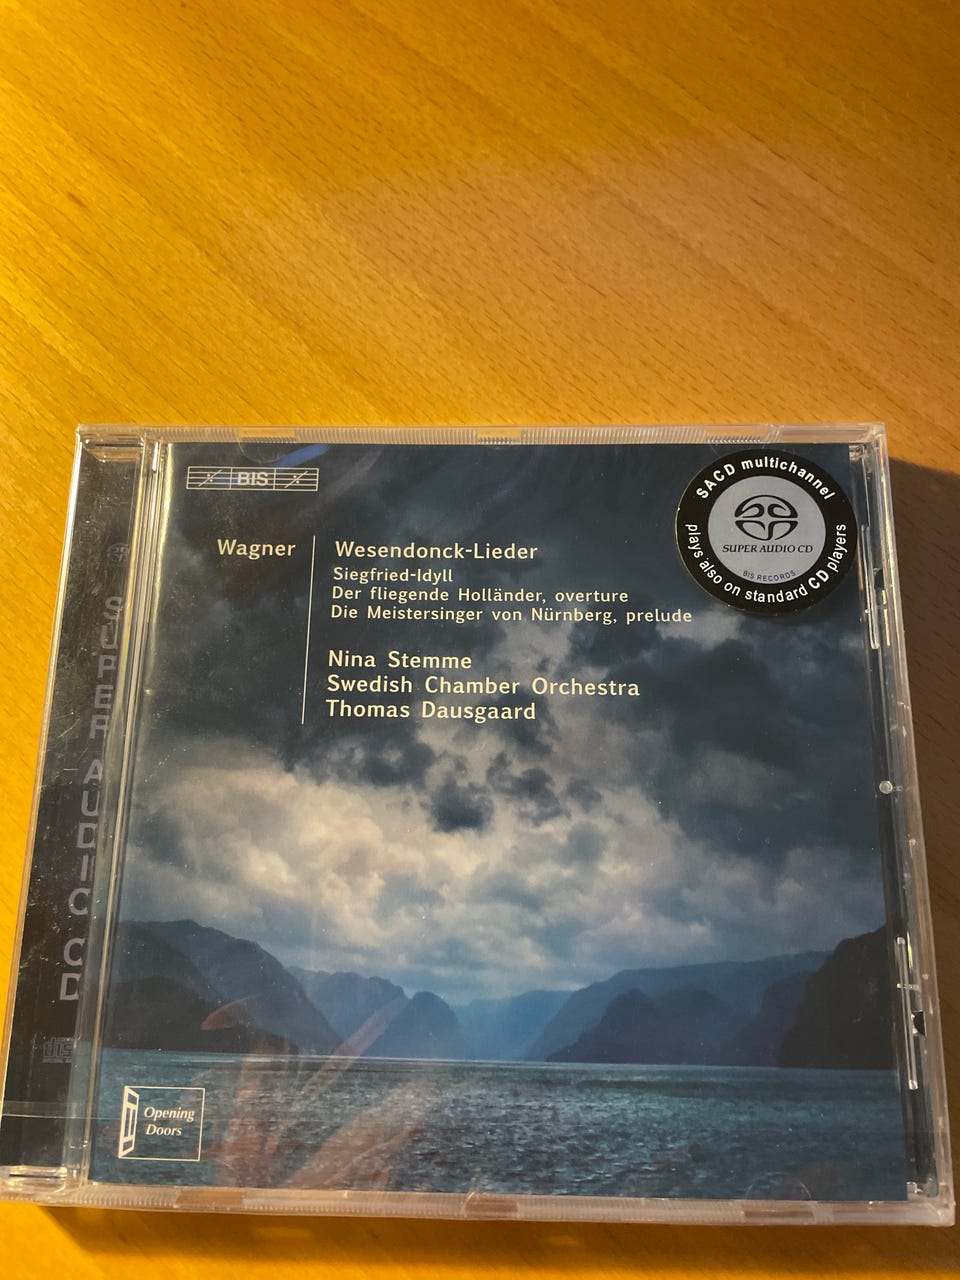 BIS
Wagner
Wesendonck-Lieder
Siegfried-Idyll
Der fliegende Holländer, overture
Die Meistersinger von Nürnberg, prelude
Nina Stemme
Swedish Chamber Orchestra
Thomas Dausgaard
SACD multichannel
SUPER AUDIO CD
BIS RECORDS
plays also on standard CD players
SUPER AUDIO CD
Opening
Doors